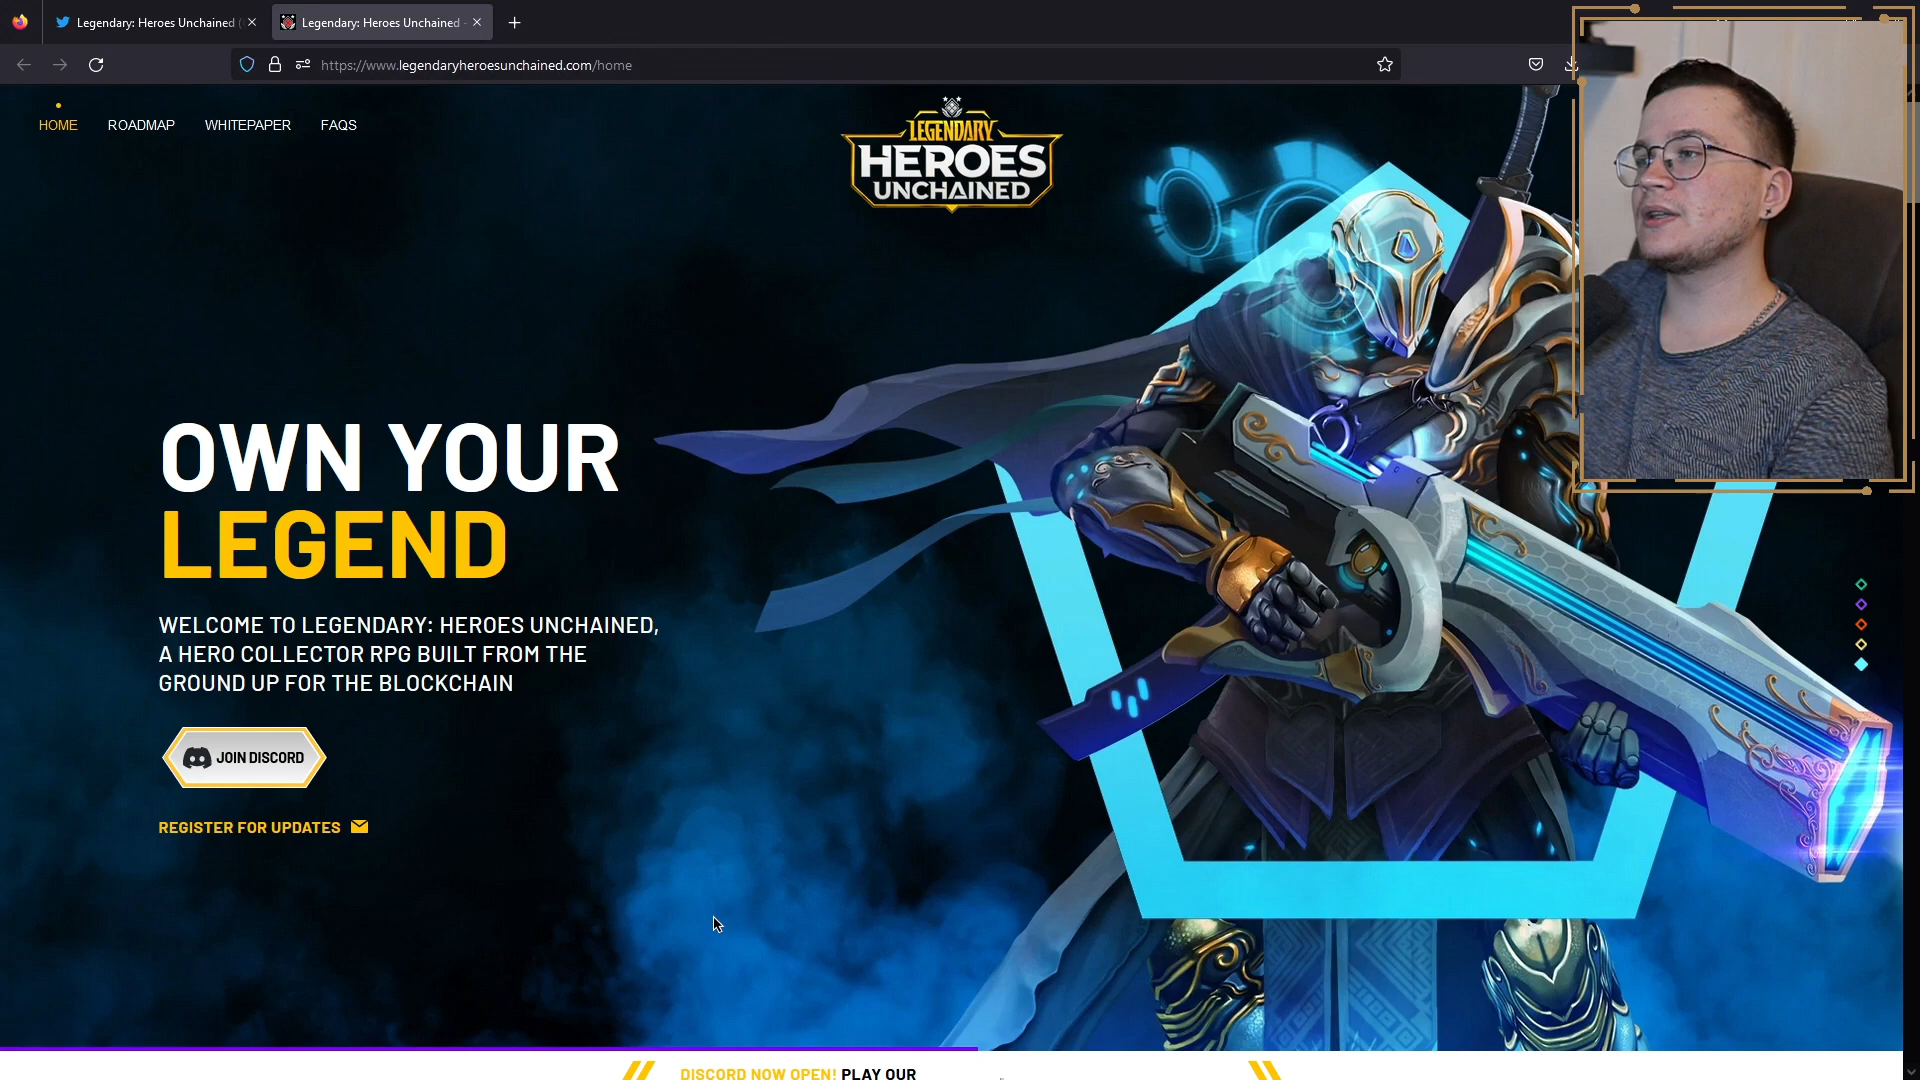 Legendary: Heroes Unchained (
Legendary: Heroes Unchained -
https://www.legendaryheroesunchained.com/home
HOME
ROADMAP
WHITEPAPER
FAQS
LEGENDARY
HEROES
UNCHAINED
OWN YOUR
LEGEND
WELCOME TO LEGENDARY: HEROES UNCHAINED,
A HERO COLLECTOR RPG BUILT FROM THE
GROUND UP FOR THE BLOCKCHAIN
JOIN DISCORD
REGISTER FOR UPDATES
DISCORD NOW OPEN! PLAY OUR